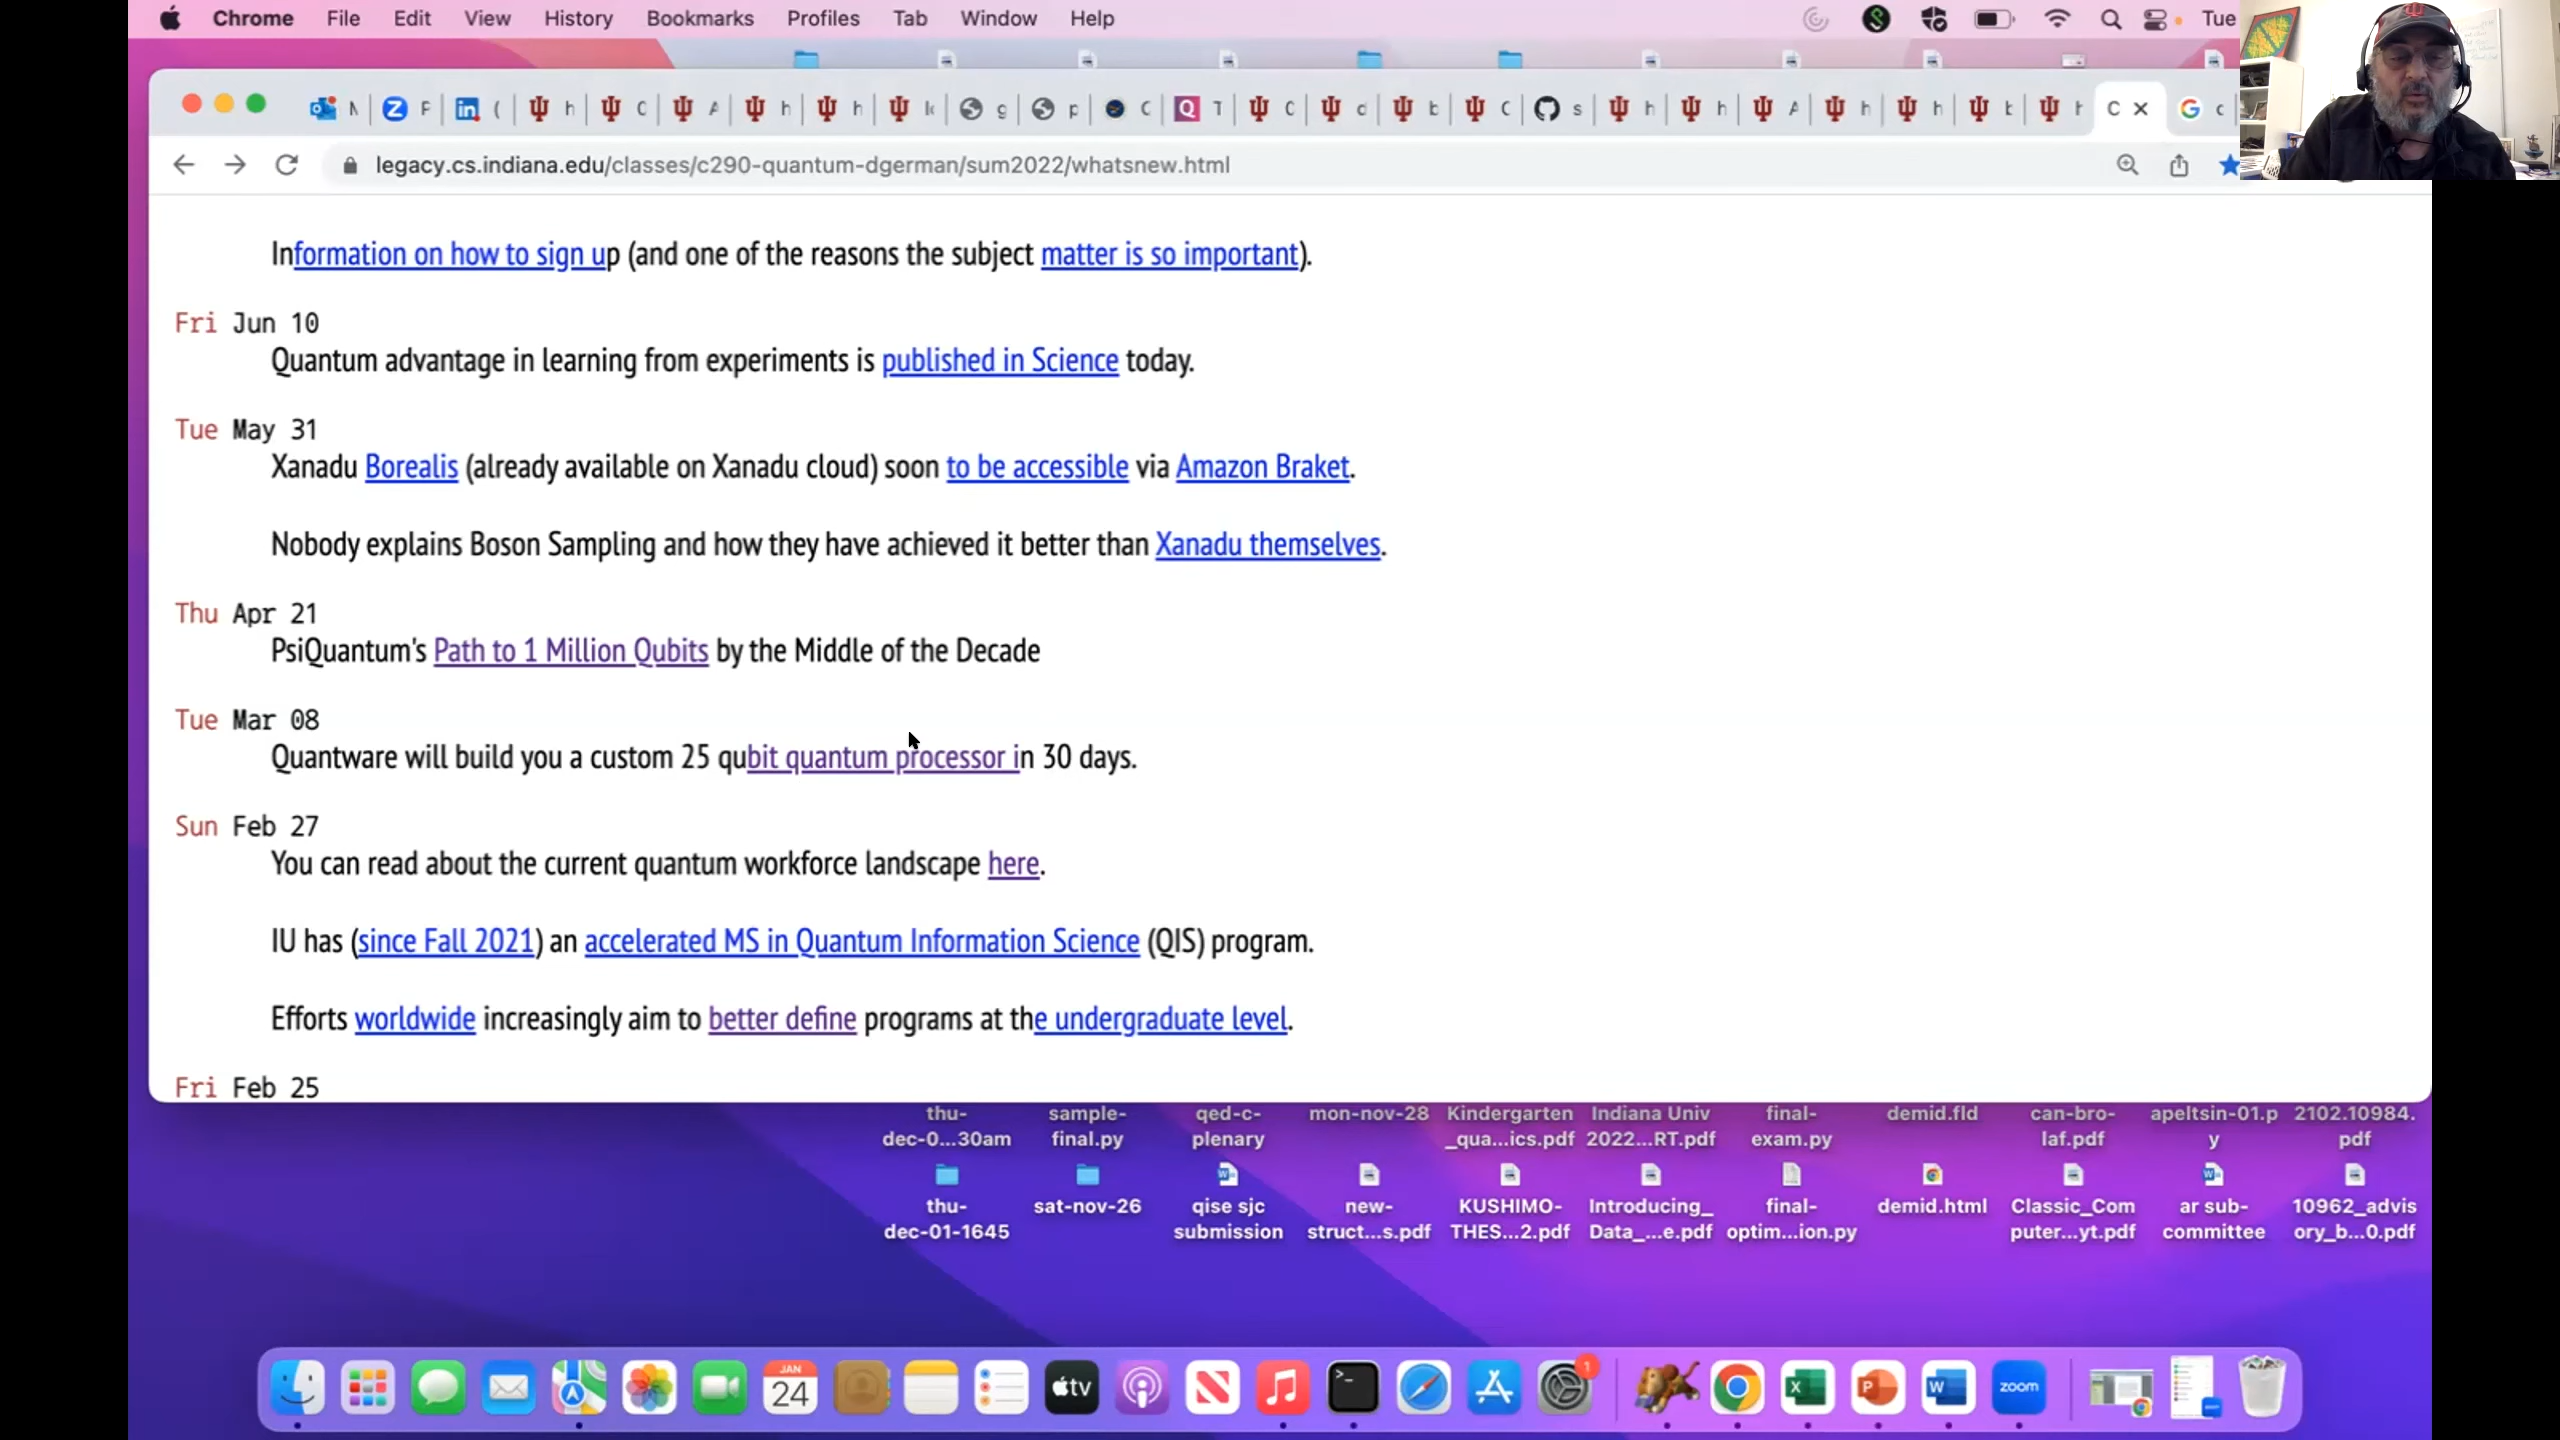 Chrome File Edit View History Bookmarks Profiles Tab Window Help Tue
legacy.cs.indiana.edu/classes/c290-quantum-dgerman/sum2022/whatsnew.html
Information on how to sign up (and one of the reasons the subject matter is so important).
Fri Jun 10
Quantum advantage in learning from experiments is published in Science today.
Tue May 31
Xanadu Borealis (already available on Xanadu cloud) soon to be accessible via Amazon Braket.
Nobody explains Boson Sampling and how they have achieved it better than Xanadu themselves.
Thu Apr 21
PsiQuantum's Path to 1 Million Qubits by the Middle of the Decade
Tue Mar 08
Quantware will build you a custom 25 qubit quantum processor in 30 days.
Sun Feb 27
You can read about the current quantum workforce landscape here.
IU has (since Fall 2021) an accelerated MS in Quantum Information Science (QIS) program.
Efforts worldwide increasingly aim to better define programs at the undergraduate level.
Fri Feb 25
thu- sample- qed-c- mon-nov-28 Kindergarten Indiana Univ final- demid.fld can-bro- apeltsin-01.p 2102.10984.
dec-0...30am final.py plenary _qua...ics.pdf 2022...RT.pdf exam.py laf.pdf y pdf
thu- sat-nov-26 qise sjc new- KUSHIMO- Introducing_ final- demid.html Classic_Com ar sub- 10962_advis
dec-01-1645 submission struct...s.pdf THES...2.pdf Data_...e.pdf optim...ion.py puter...yt.pdf committee ory_b...0.pdf
JAN
24
tv
zoom
1